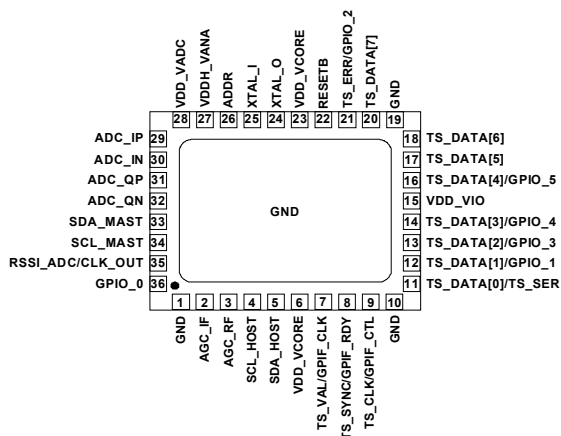 VDD_VADC
VDDH_VANA
ADDR
XTAL_I
XTAL_O
VDD_VCORE
RESETB
TS_ERR/GPIO_2
TS_DATA[7]
GND
28 27 26 25 24 23 22 21 20 19
ADC_IP 29
ADC_IN 30
ADC_QP 31
ADC_QN 32
SDA_MAST 33
SCL_MAST 34
RSSI_ADC/CLK_OUT 35
GPIO_0 36
GND
18 TS_DATA[6]
17 TS_DATA[5]
16 TS_DATA[4]/GPIO_5
15 VDD_VIO
14 TS_DATA[3]/GPIO_4
13 TS_DATA[2]/GPIO_3
12 TS_DATA[1]/GPIO_1
11 TS_DATA[0]/TS_SER
1 2 3 4 5 6 7 8 9 10
GND
AGC_IF
AGC_RF
SCL_HOST
SDA_HOST
VDD_VCORE
TS_VAL/GPIF_CLK
TS_SYNC/GPIF_RDY
TS_CLK/GPIF_CTL
GND